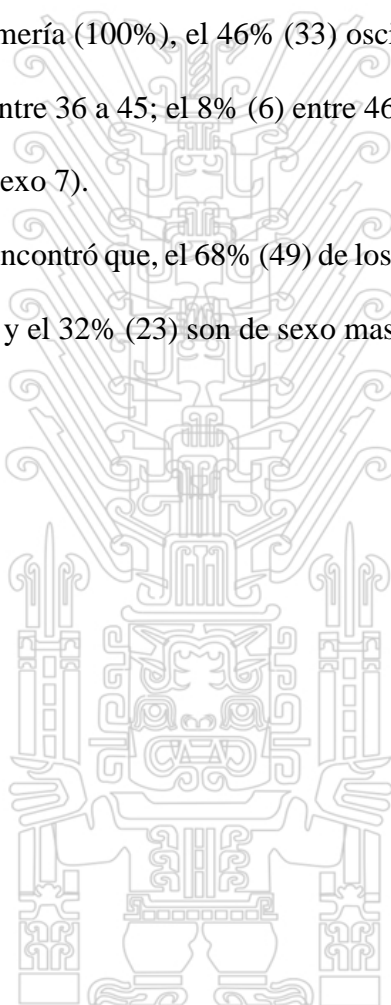 mería (100%), el 46% (33) osci
ntre 36 a 45; el 8% (6) entre 46
exo 7).
ncontró que, el 68% (49) de los
y el 32% (23) son de sexo mas